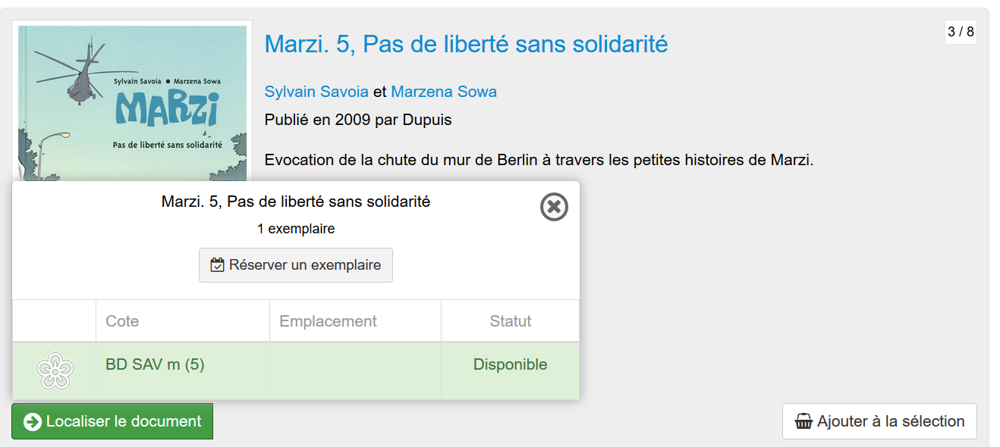 Sylvain Savoia ● Marzena Sowa
MARZI
Pas de liberté sans solidarité
Marzi. 5, Pas de liberté sans solidarité
3 / 8
Sylvain Savoia et Marzena Sowa
Publié en 2009 par Dupuis
Evocation de la chute du mur de Berlin à travers les petites histoires de Marzi.
Marzi. 5, Pas de liberté sans solidarité
1 exemplaire
Réserver un exemplaire
Cote Emplacement Statut
BD SAV m (5) Disponible
Localiser le document
Ajouter à la sélection